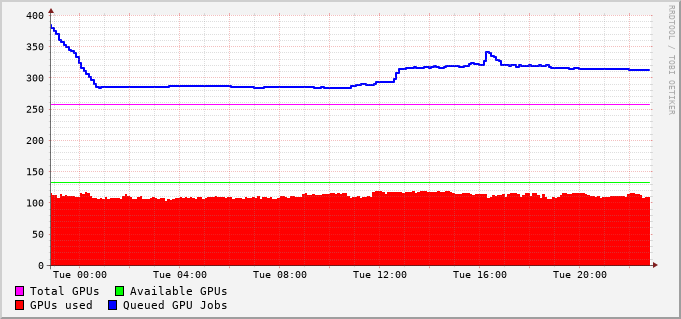 400
350
300
250
200
150
100
50
0
Tue 00:00 Tue 04:00 Tue 08:00 Tue 12:00 Tue 16:00 Tue 20:00
Total GPUs Available GPUs
GPUs used Queued GPU Jobs
RRDTOOL / TOBI OETIKER